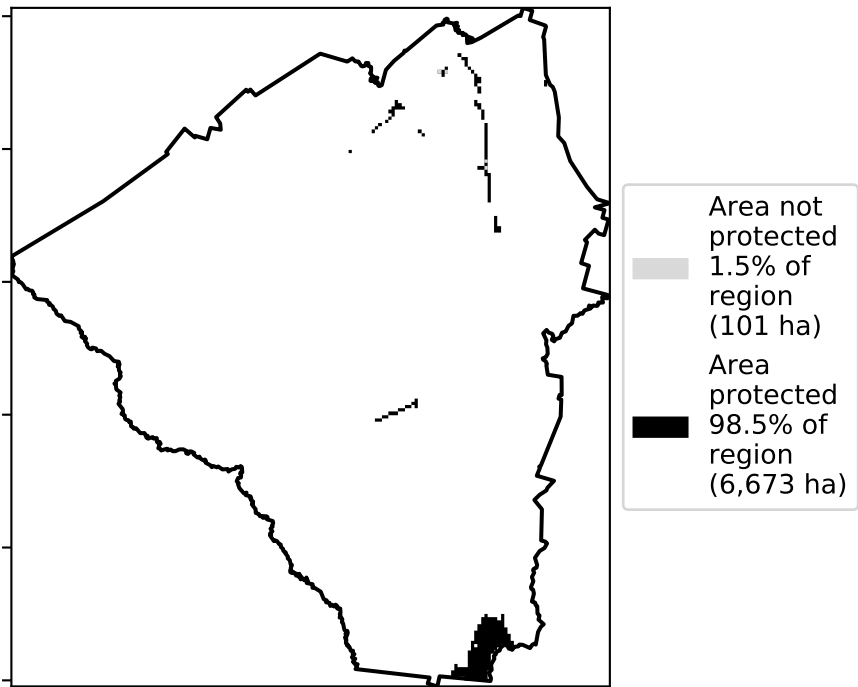 Area not
protected
1.5% of
region
(101 ha)
Area
protected
98.5% of
region
(6,673 ha)